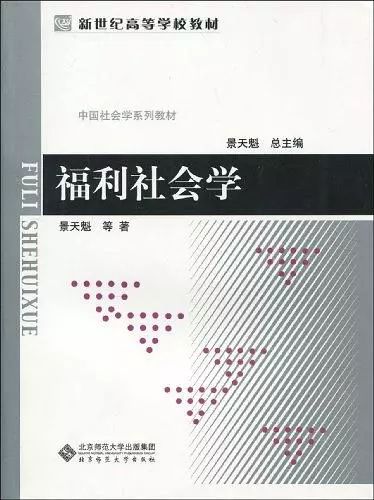 新世纪高等学校教材
中国社会学系列教材
景天魁 总主编
福利社会学
FULI SHEHUIXUE
景天魁 等 著
北京师范大学出版集团
北京师范大学出版社